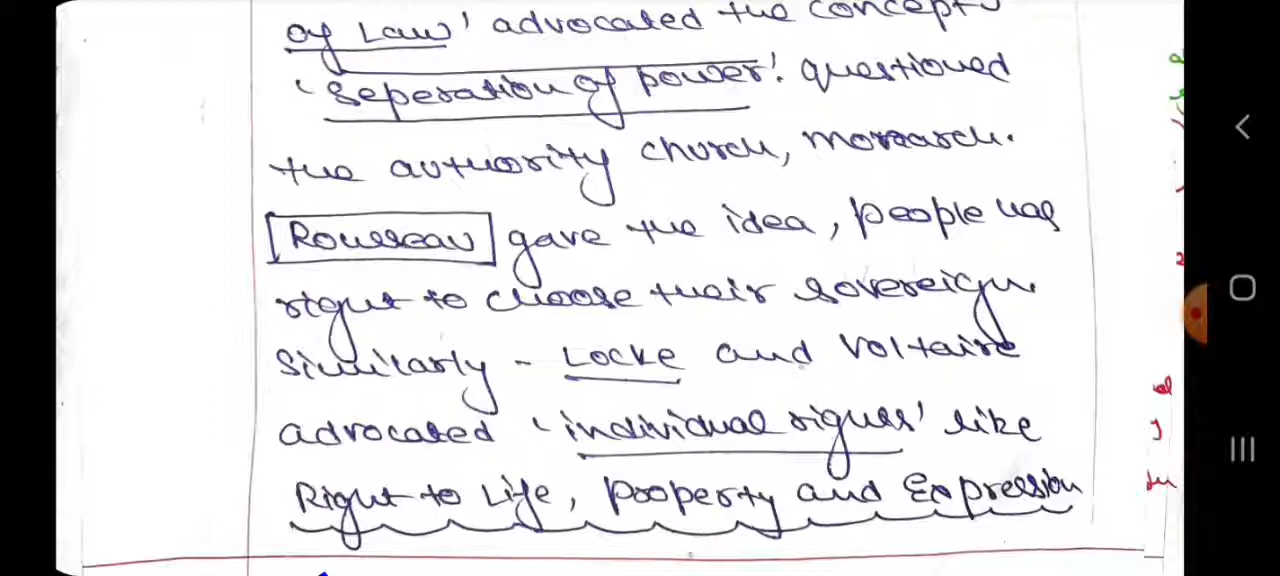 of Law' advocated the concept
'Seperation of power'. questioned
the authority church, monarch.
Rousseau gave the idea, people has
right to choose their sovereign
Similarly - Locke and Voltaire
advocated 'individual rights' like
Right to Life, Property and Expression